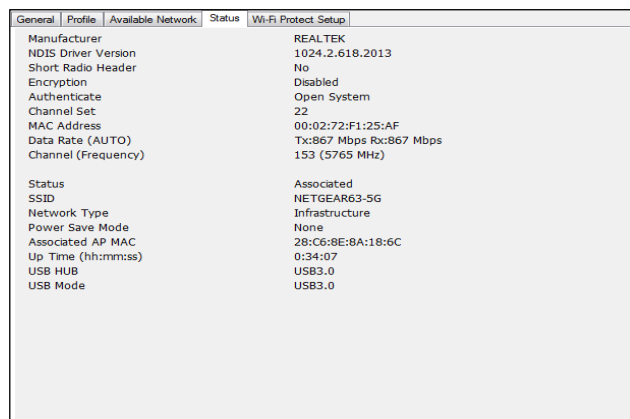 General Profile Available Network Status Wi-Fi Protect Setup
Manufacturer REALTEK
NDIS Driver Version 1024.2.618.2013
Short Radio Header No
Encryption Disabled
Authenticate Open System
Channel Set 22
MAC Address 00:02:72:F1:25:AF
Data Rate (AUTO) Tx:867 Mbps Rx:867 Mbps
Channel (Frequency) 153 (5765 MHz)
Status Associated
SSID NETGEAR63-5G
Network Type Infrastructure
Power Save Mode None
Associated AP MAC 28:C6:8E:8A:18:6C
Up Time (hh:mm:ss) 0:34:07
USB HUB USB3.0
USB Mode USB3.0